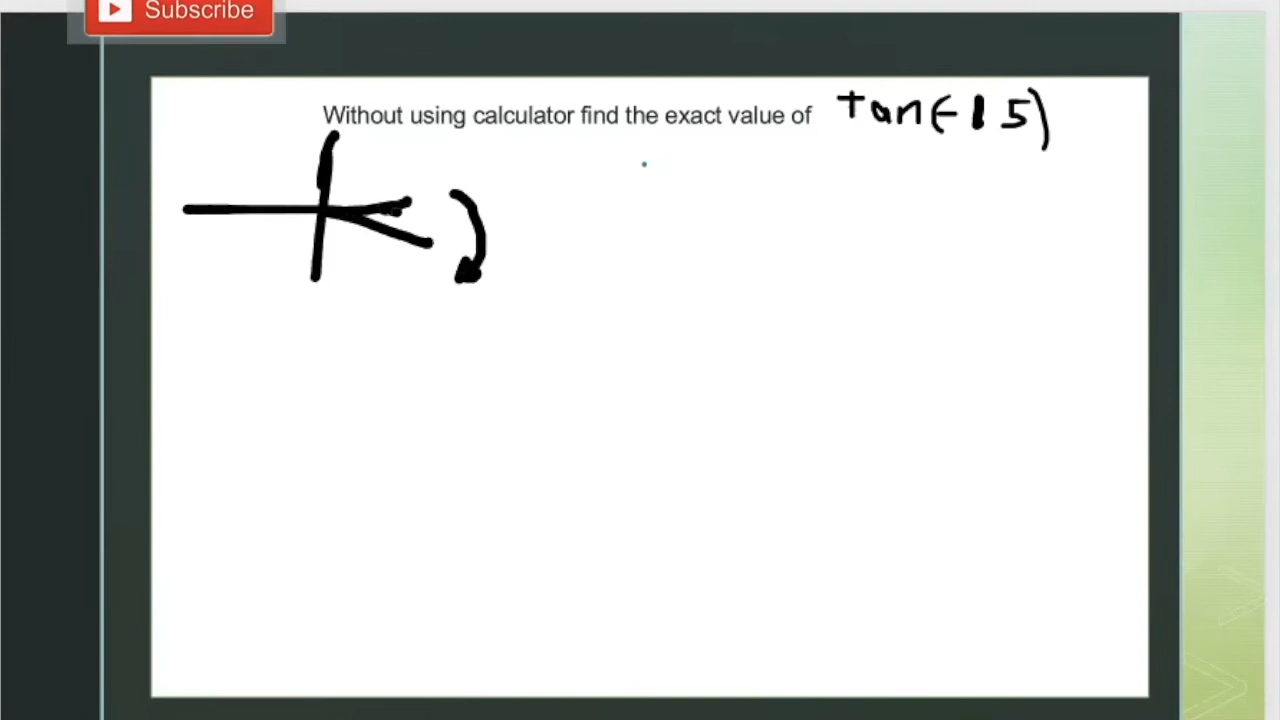 Subscribe
Without using calculator find the exact value of tan(-15)